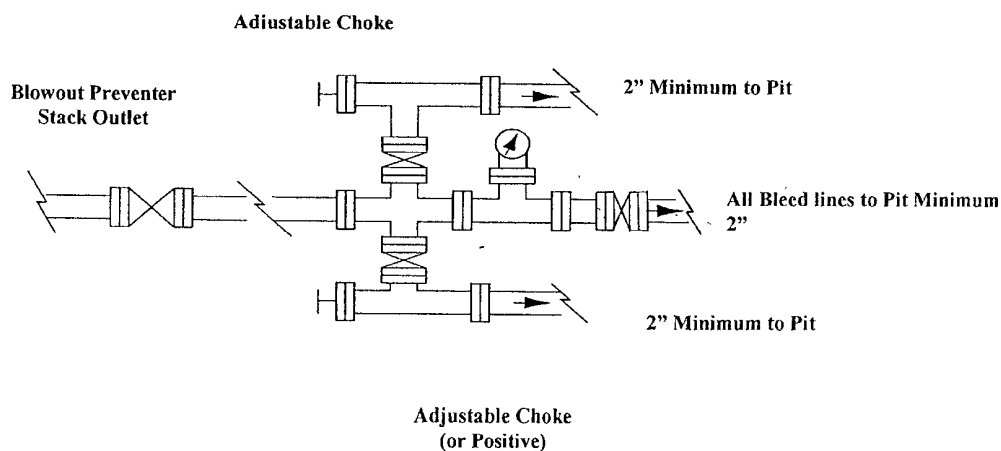 Adiustable Choke
Blowout Preventer
Stack Outlet
2” Minimum to Pit
All Bleed lines to Pit Minimum
2”
2” Minimum to Pit
Adjustable Choke
(or Positive)